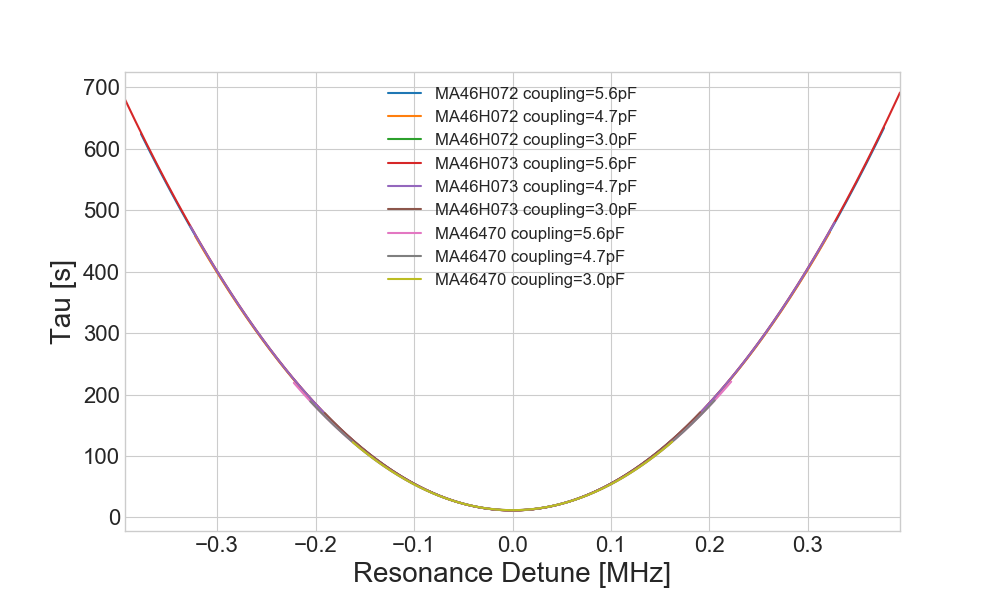 700
600
500
400
300
200
100
0
Tau [s]
MA46H072 coupling=5.6pF
MA46H072 coupling=4.7pF
MA46H072 coupling=3.0pF
MA46H073 coupling=5.6pF
MA46H073 coupling=4.7pF
MA46H073 coupling=3.0pF
MA46470 coupling=5.6pF
MA46470 coupling=4.7pF
MA46470 coupling=3.0pF
−0.3 −0.2 −0.1 0.0 0.1 0.2 0.3
Resonance Detune [MHz]